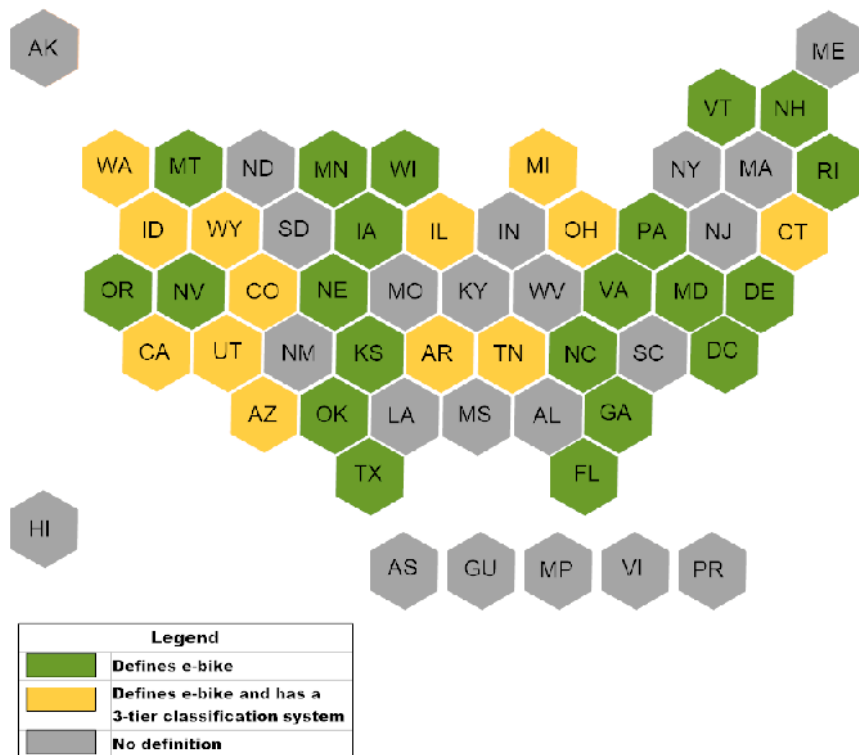 AK
ME
VT NH
WA MT ND MN WI MI NY MA RI
ID WY SD IA IL IN OH PA NJ CT
OR NV CO NE MO KY WV VA MD DE
CA UT NM KS AR TN NC SC DC
AZ OK LA MS AL GA
TX FL
HI
AS GU MP VI PR
Legend
Defines e-bike
Defines e-bike and has a
3-tier classification system
No definition